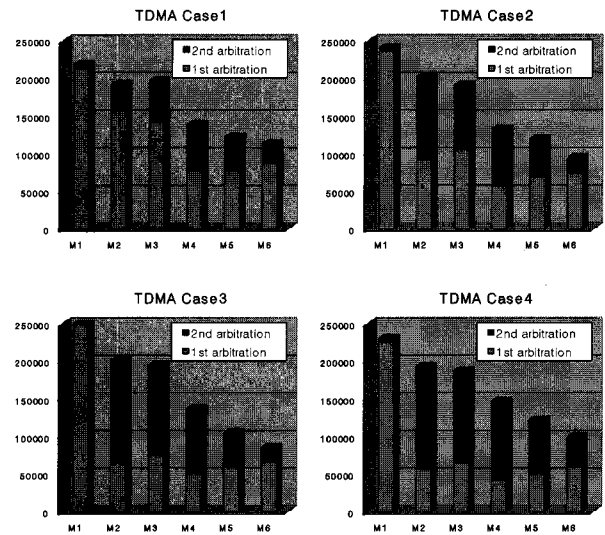 TDMA Case1
250000
200000
150000
100000
50000
0
2nd arbitration
1st arbitration
M1 M2 M3 M4 M5 M6
TDMA Case2
250000
200000
150000
100000
50000
0
2nd arbitration
1st arbitration
M1 M2 M3 M4 M5 M6
TDMA Case3
250000
200000
150000
100000
50000
0
2nd arbitration
1st arbitration
M1 M2 M3 M4 M5 M6
TDMA Case4
250000
200000
150000
100000
50000
0
2nd arbitration
1st arbitration
M1 M2 M3 M4 M5 M6